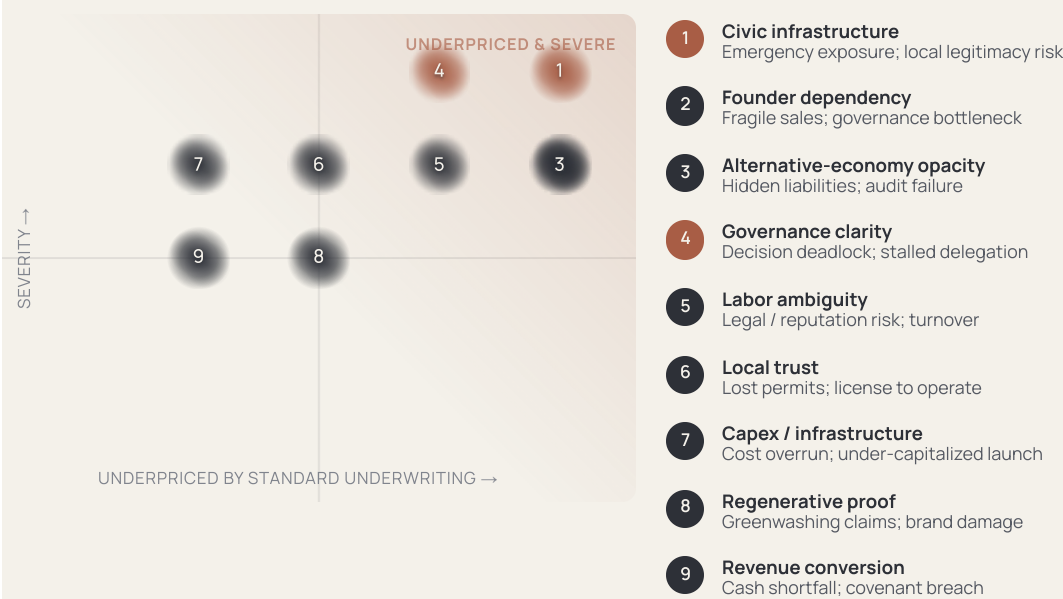 UNDERPRICED & SEVERE
4
1
7
6
5
3
9
8
SEVERITY →
UNDERPRICED BY STANDARD UNDERWRITING →
1
Civic infrastructure
Emergency exposure; local legitimacy risk
2
Founder dependency
Fragile sales; governance bottleneck
3
Alternative-economy opacity
Hidden liabilities; audit failure
4
Governance clarity
Decision deadlock; stalled delegation
5
Labor ambiguity
Legal / reputation risk; turnover
6
Local trust
Lost permits; license to operate
7
Capex / infrastructure
Cost overrun; under-capitalized launch
8
Regenerative proof
Greenwashing claims; brand damage
9
Revenue conversion
Cash shortfall; covenant breach